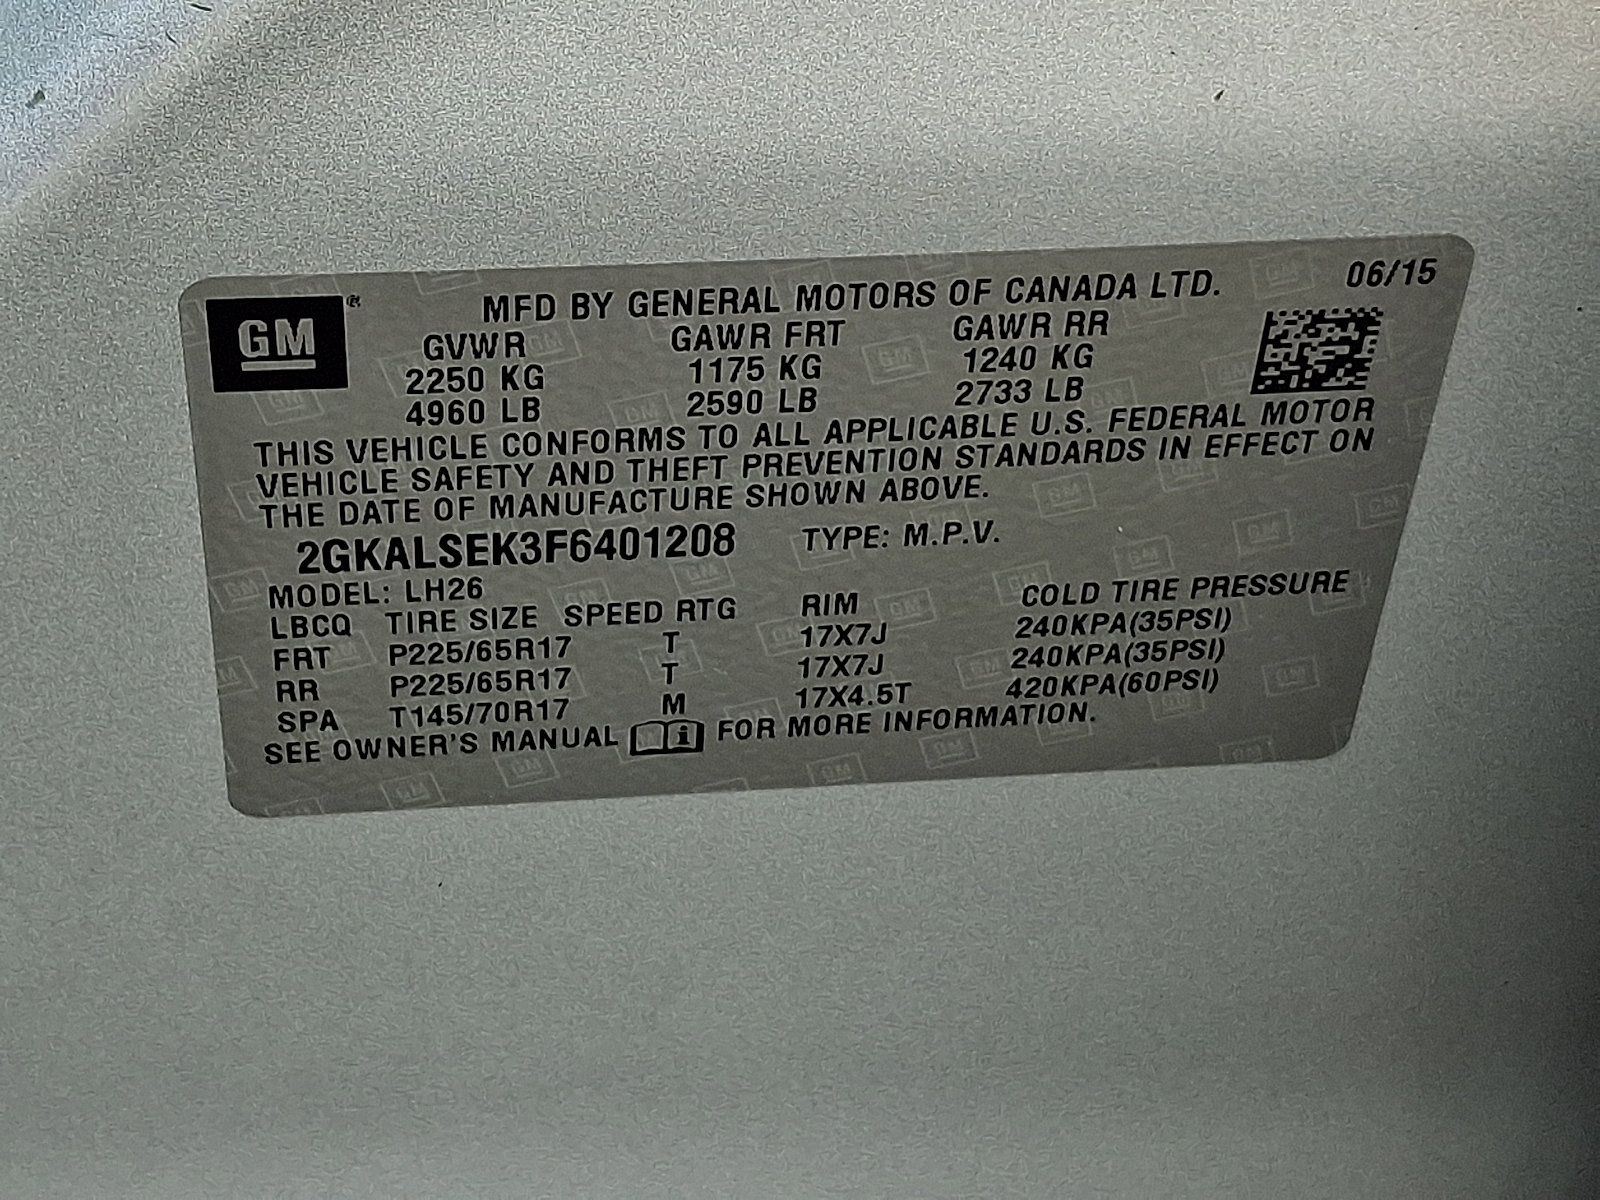 GM ®
MFD BY GENERAL MOTORS OF CANADA LTD. 06/15
GVWR GAWR FRT GAWR RR
2250 KG 1175 KG 1240 KG
4960 LB 2590 LB 2733 LB
THIS VEHICLE CONFORMS TO ALL APPLICABLE U.S. FEDERAL MOTOR
VEHICLE SAFETY AND THEFT PREVENTION STANDARDS IN EFFECT ON
THE DATE OF MANUFACTURE SHOWN ABOVE.
2GKALSEK3F6401208 TYPE: M.P.V.
MODEL: LH26
LBCQ TIRE SIZE SPEED RTG RIM COLD TIRE PRESSURE
FRT P225/65R17 T 17X7J 240KPA(35PSI)
RR P225/65R17 T 17X7J 240KPA(35PSI)
SPA T145/70R17 M 17X4.5T 420KPA(60PSI)
SEE OWNER'S MANUAL i FOR MORE INFORMATION.